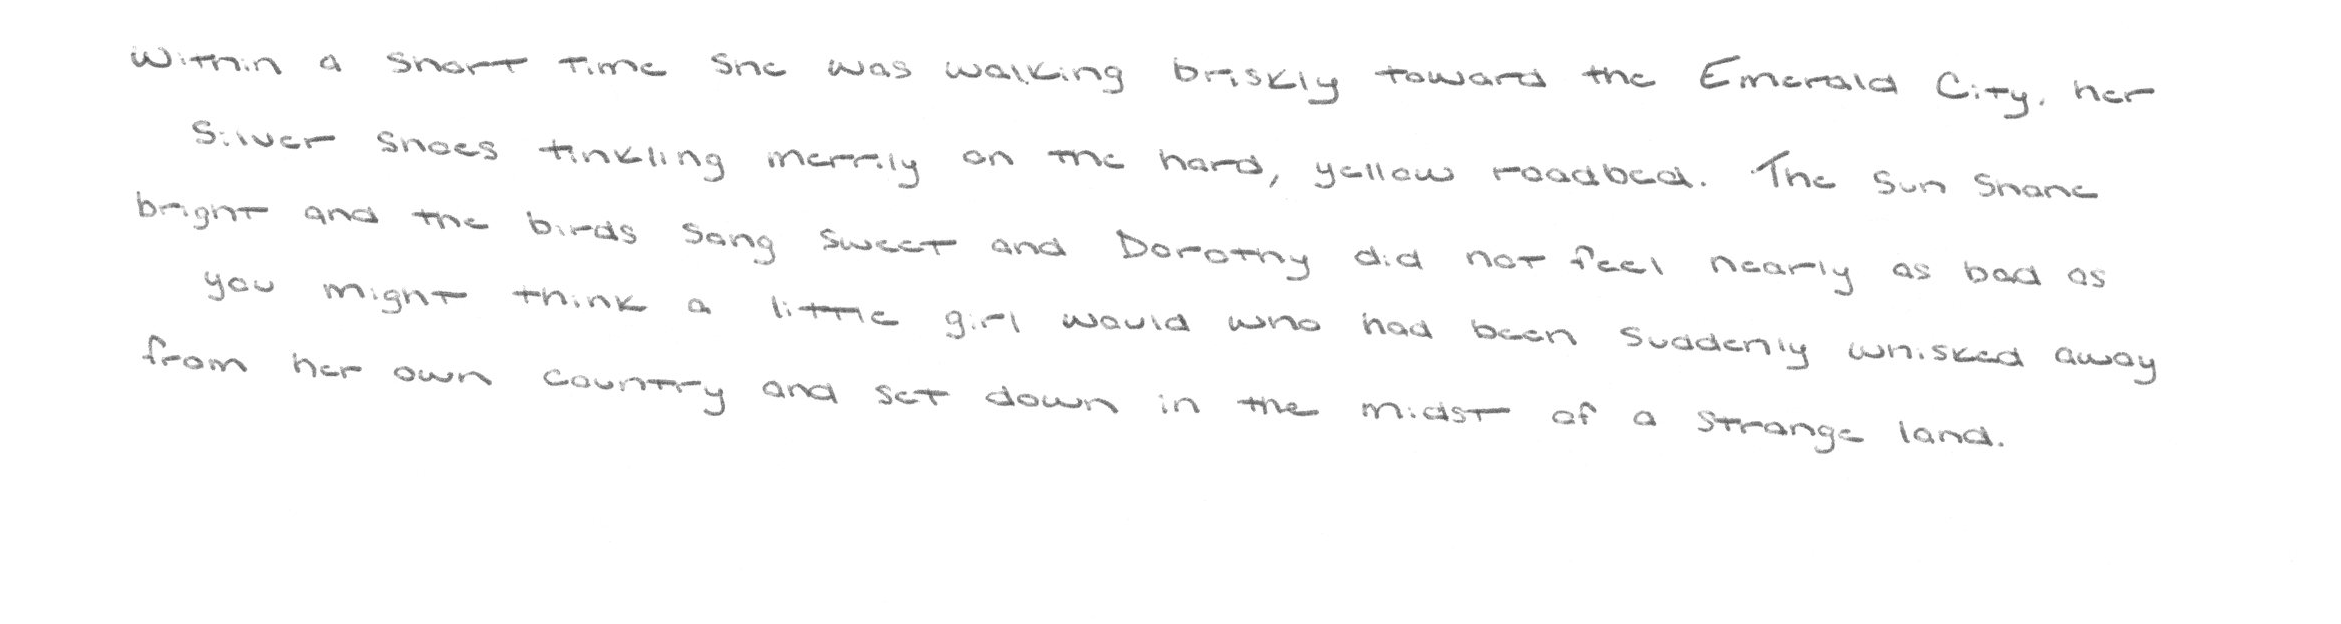 Within a short time she was walking briskly toward the Emerald City, her
Silver Shoes tinkling merrily on the hard, yellow roadbed. The sun shone
bright and the birds sang sweet and Dorothy did not feel nearly as bad as
you might think a little girl would who had been suddenly whisked away
from her own country and set down in the midst of a strange land.